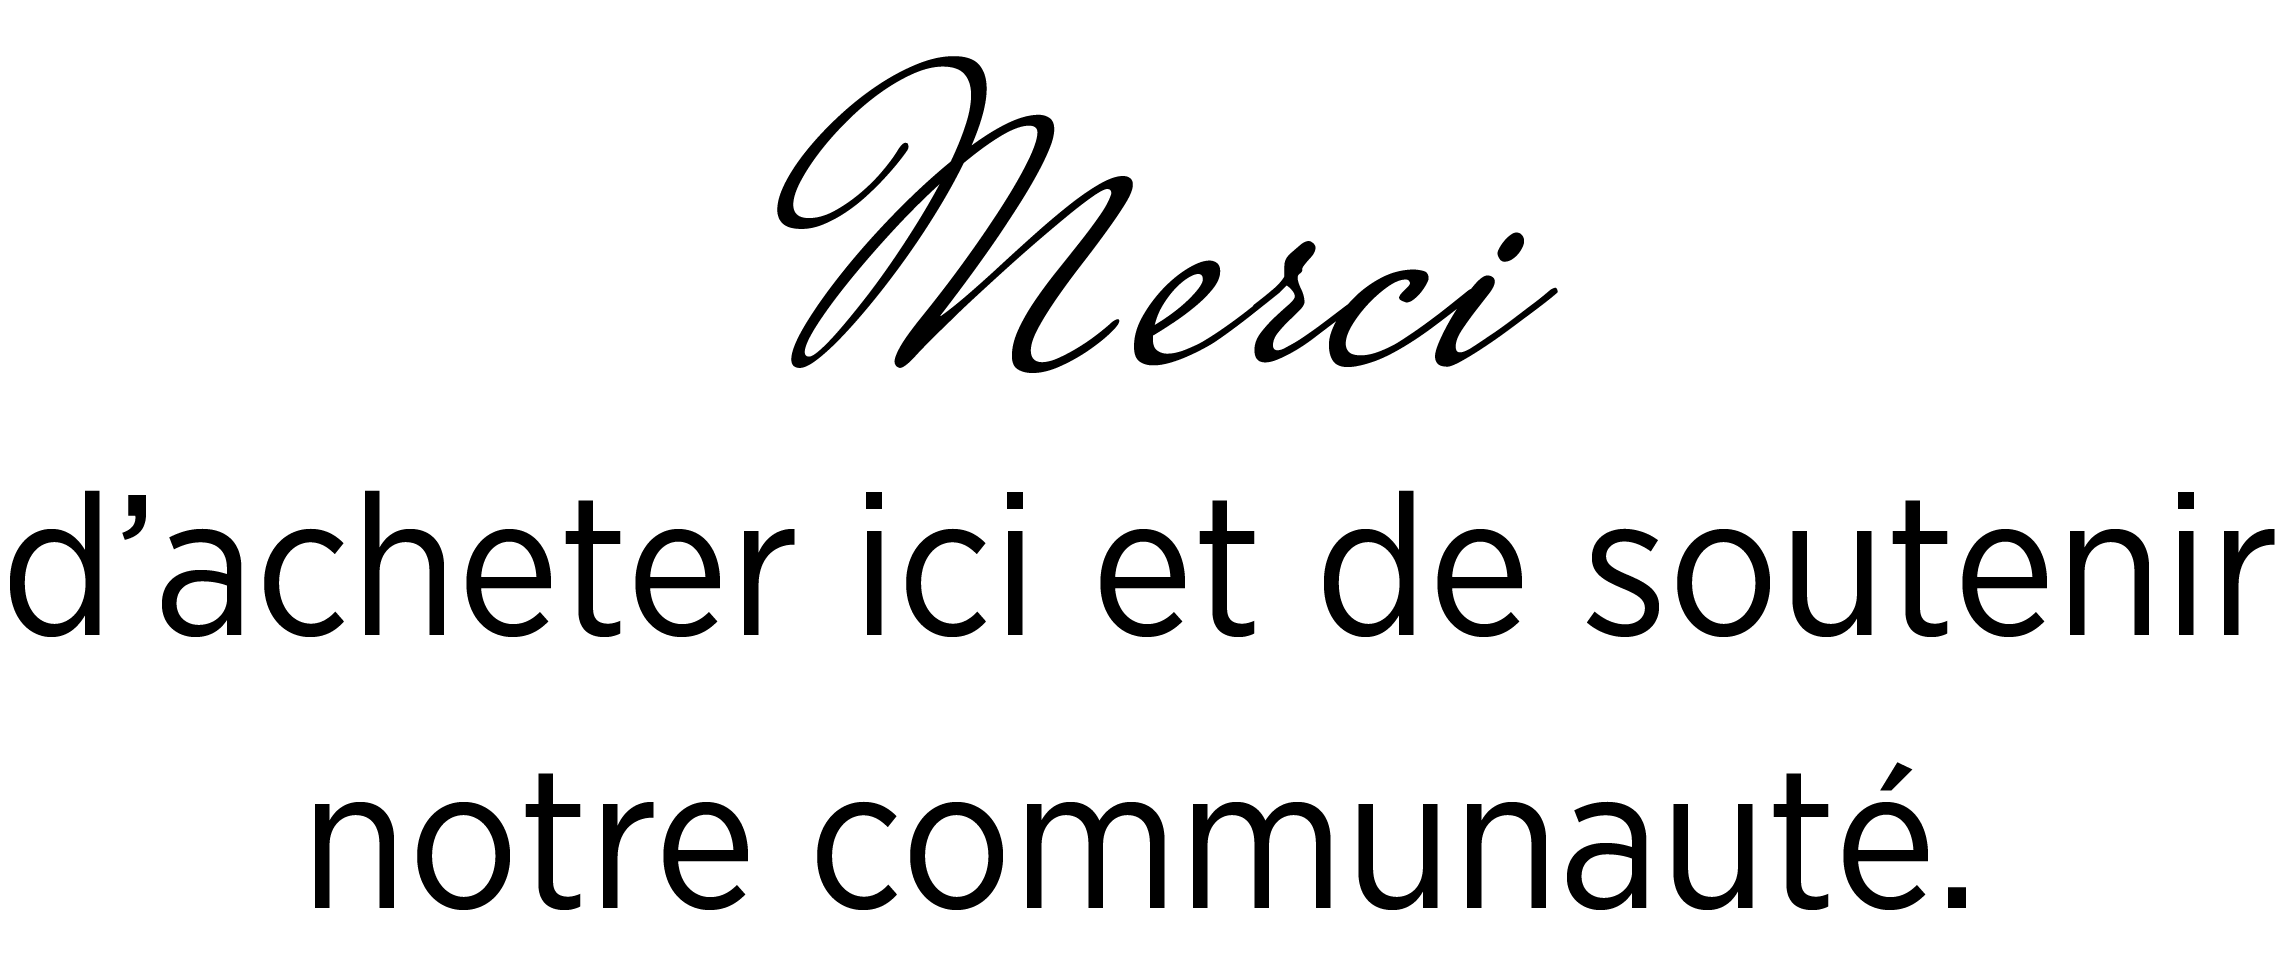 Merci
d’acheter ici et de soutenir
notre communauté.